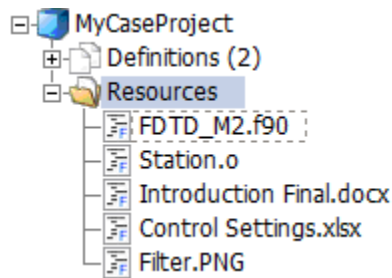 MyCaseProject
Definitions (2)
Resources
FDTD_M2.f90
Station.o
Introduction Final.docx
Control Settings.xlsx
Filter.PNG